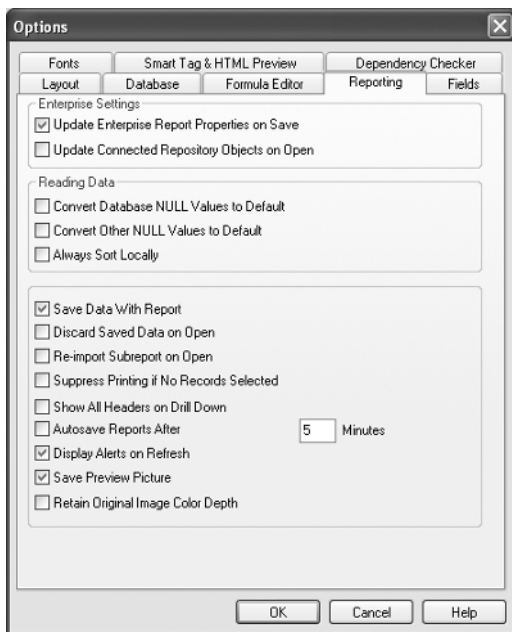 Options
Fonts Smart Tag & HTML Preview Dependency Checker
Layout Database Formula Editor Reporting Fields
Enterprise Settings
Update Enterprise Report Properties on Save
Update Connected Repository Objects on Open
Reading Data
Convert Database NULL Values to Default
Convert Other NULL Values to Default
Always Sort Locally
Save Data With Report
Discard Saved Data on Open
Re-import Subreport on Open
Suppress Printing if No Records Selected
Show All Headers on Drill Down
Autosave Reports After 5 Minutes
Display Alerts on Refresh
Save Preview Picture
Retain Original Image Color Depth
OK Cancel Help